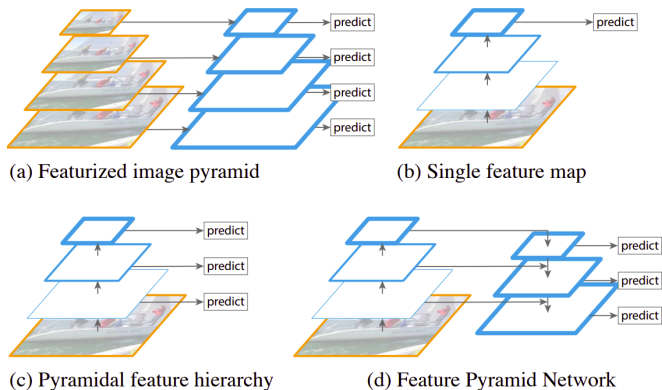 predict
predict
predict
predict
predict
(a) Featurized image pyramid
(b) Single feature map
predict
predict
predict
predict
predict
predict
(c) Pyramidal feature hierarchy
(d) Feature Pyramid Network